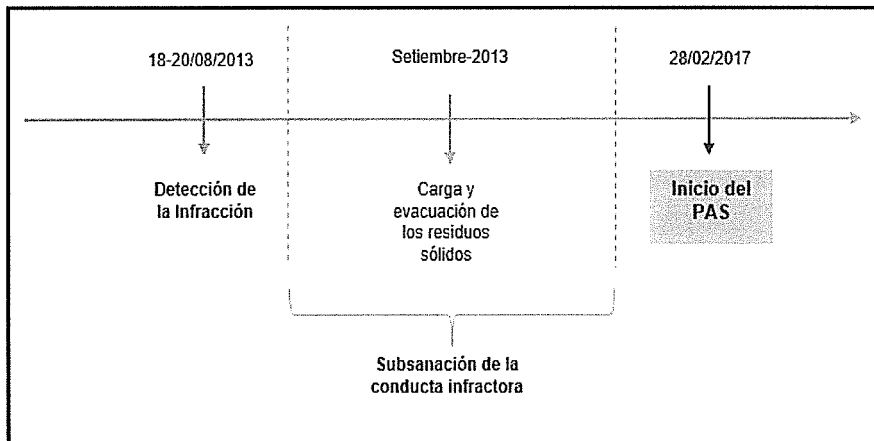 18-20/08/2013
Setiembre-2013
28/02/2017
Detección de
la Infracción
Carga y
evacuación de
los residuos
sólidos
Inicio del
PAS
Subsanación de la
conducta infractora